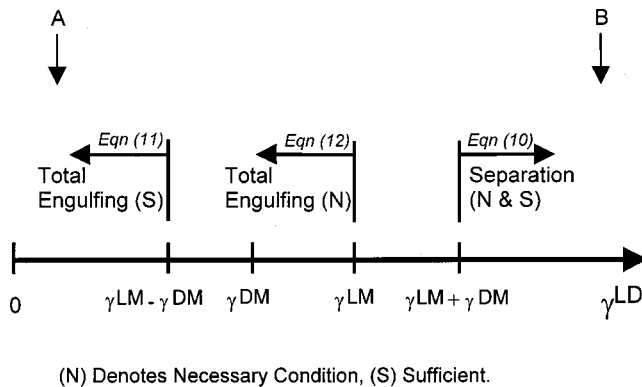 A
B
Eqn (11)
Eqn (12)
Eqn (10)
Total
Engulfing (S)
Total
Engulfing (N)
Separation
(N & S)
0
γLM - γDM
γDM
γLM
γLM + γDM
γLD
(N) Denotes Necessary Condition, (S) Sufficient.